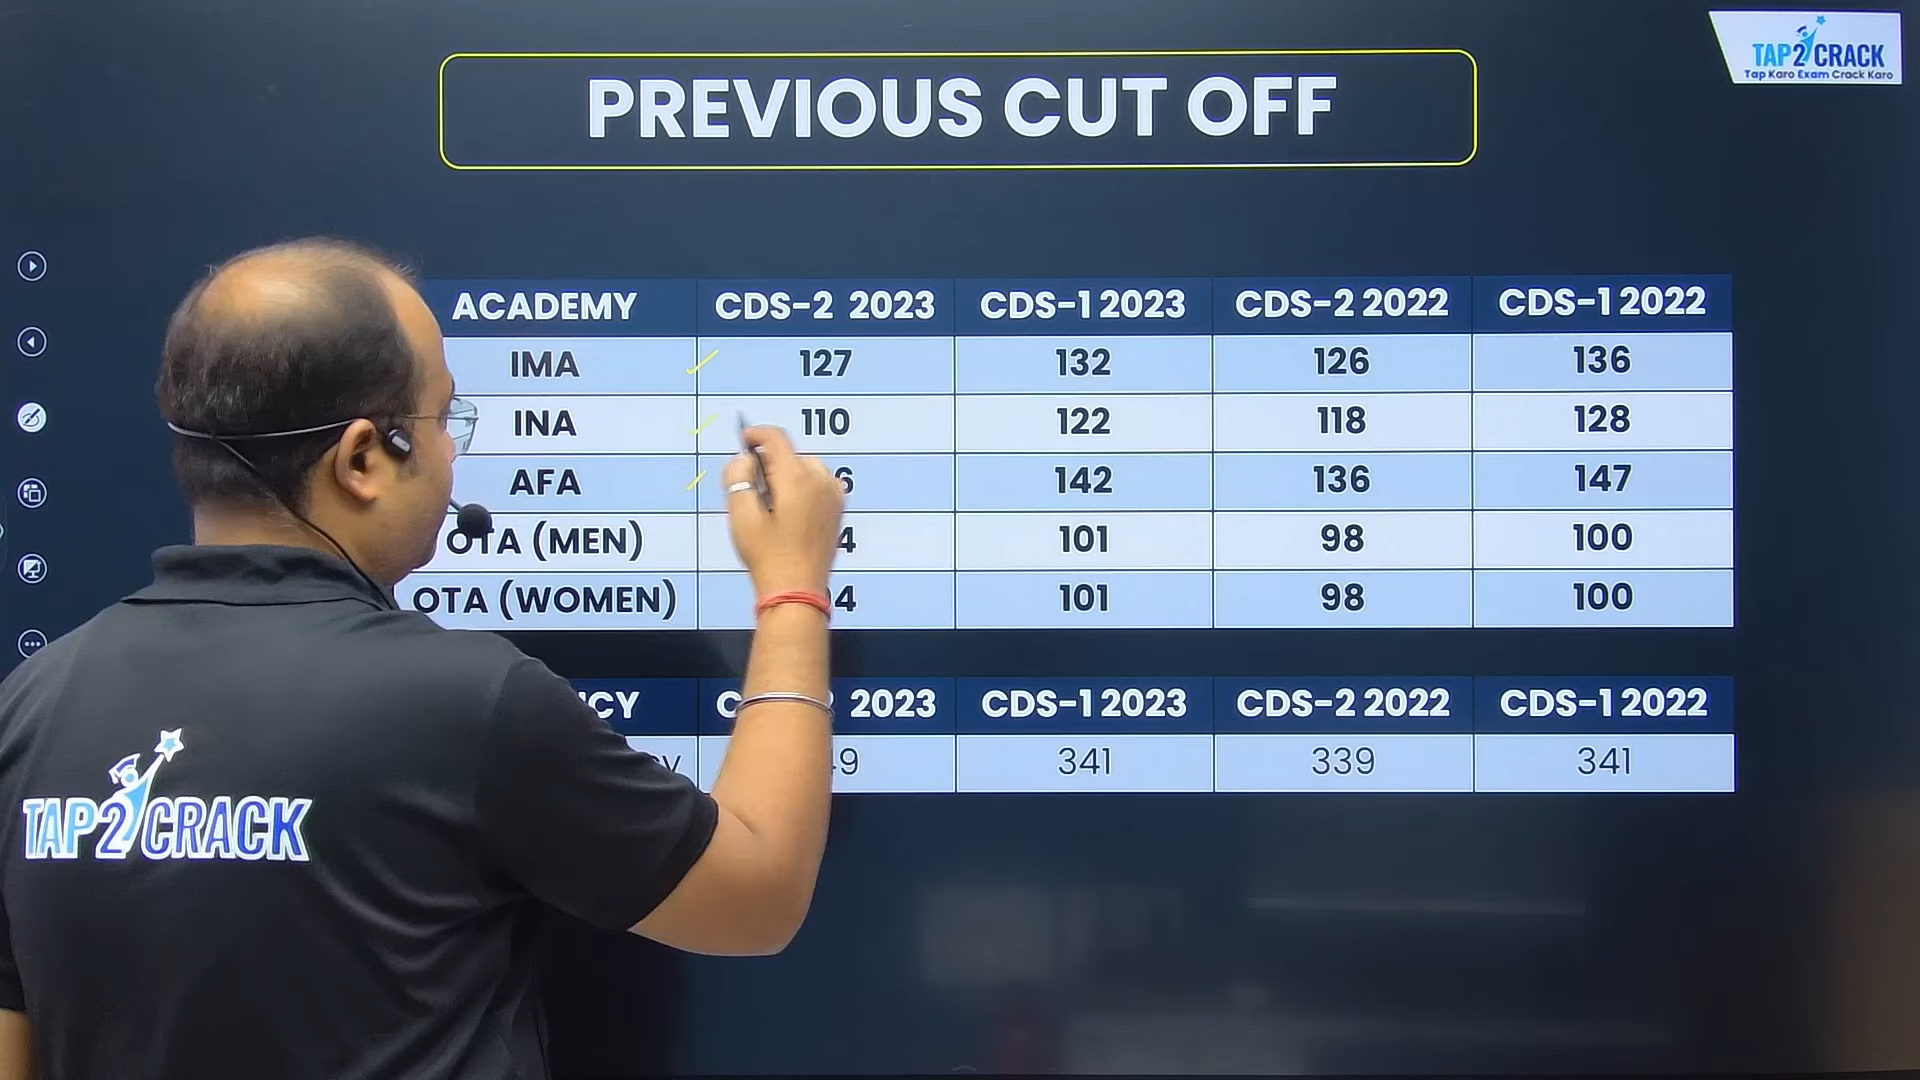 TAP2CRACK
Tap Karo Exam Crack Karo
PREVIOUS CUT OFF
ACADEMY CDS-2 2023 CDS-1 2023 CDS-2 2022 CDS-1 2022
IMA 127 132 126 136
INA 110 122 118 128
AFA 142 136 147
OTA (MEN) 101 98 100
OTA (WOMEN) 101 98 100
2023 CDS-1 2023 CDS-2 2022 CDS-1 2022
341 339 341
TAP2CRACK